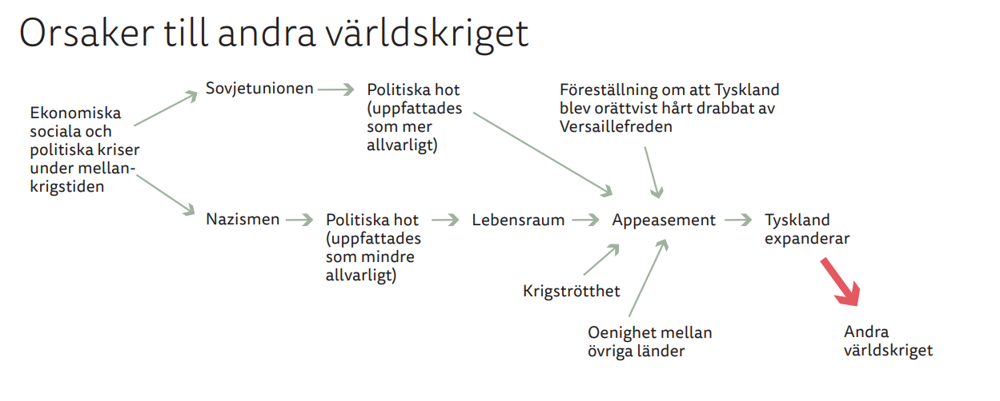 Orsaker till andra världskriget
Ekonomiska
sociala och
politiska kriser
under mellan-
krigstiden
Sovjetunionen
Politiska hot
(uppfattades
som mer
allvarligt)
Föreställning om att Tyskland
blev orättvist hårt drabbat av
Versaillefreden
Nazismen
Politiska hot
(uppfattades
som mindre
allvarligt)
Lebensraum
Appeasement
Tyskland
expanderar
Krigströtthet
Oenighet mellan
övriga länder
Andra
världskriget